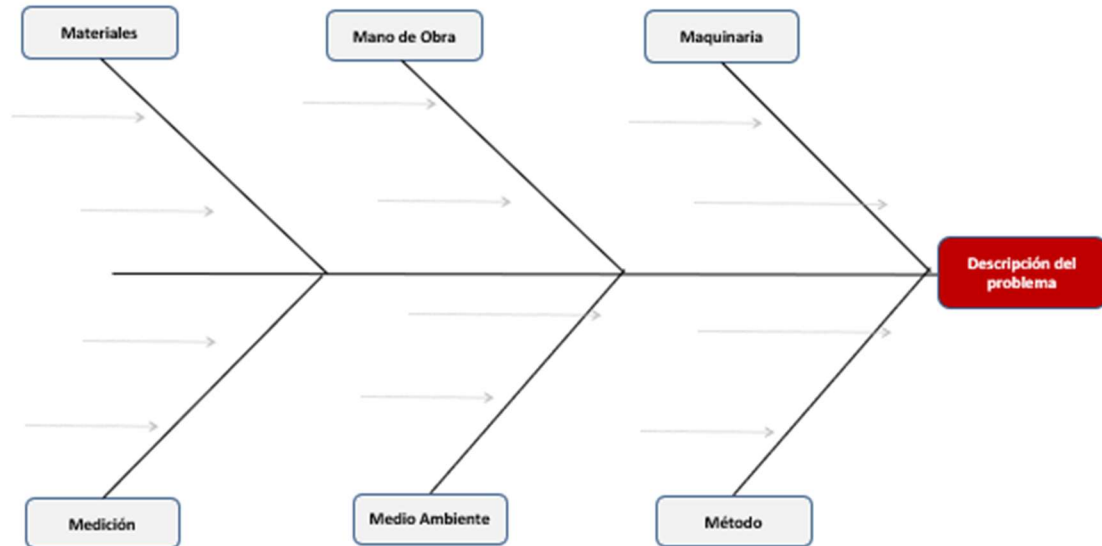 Materiales
Mano de Obra
Maquinaria
Descripción del
problema
Medición
Medio Ambiente
Método